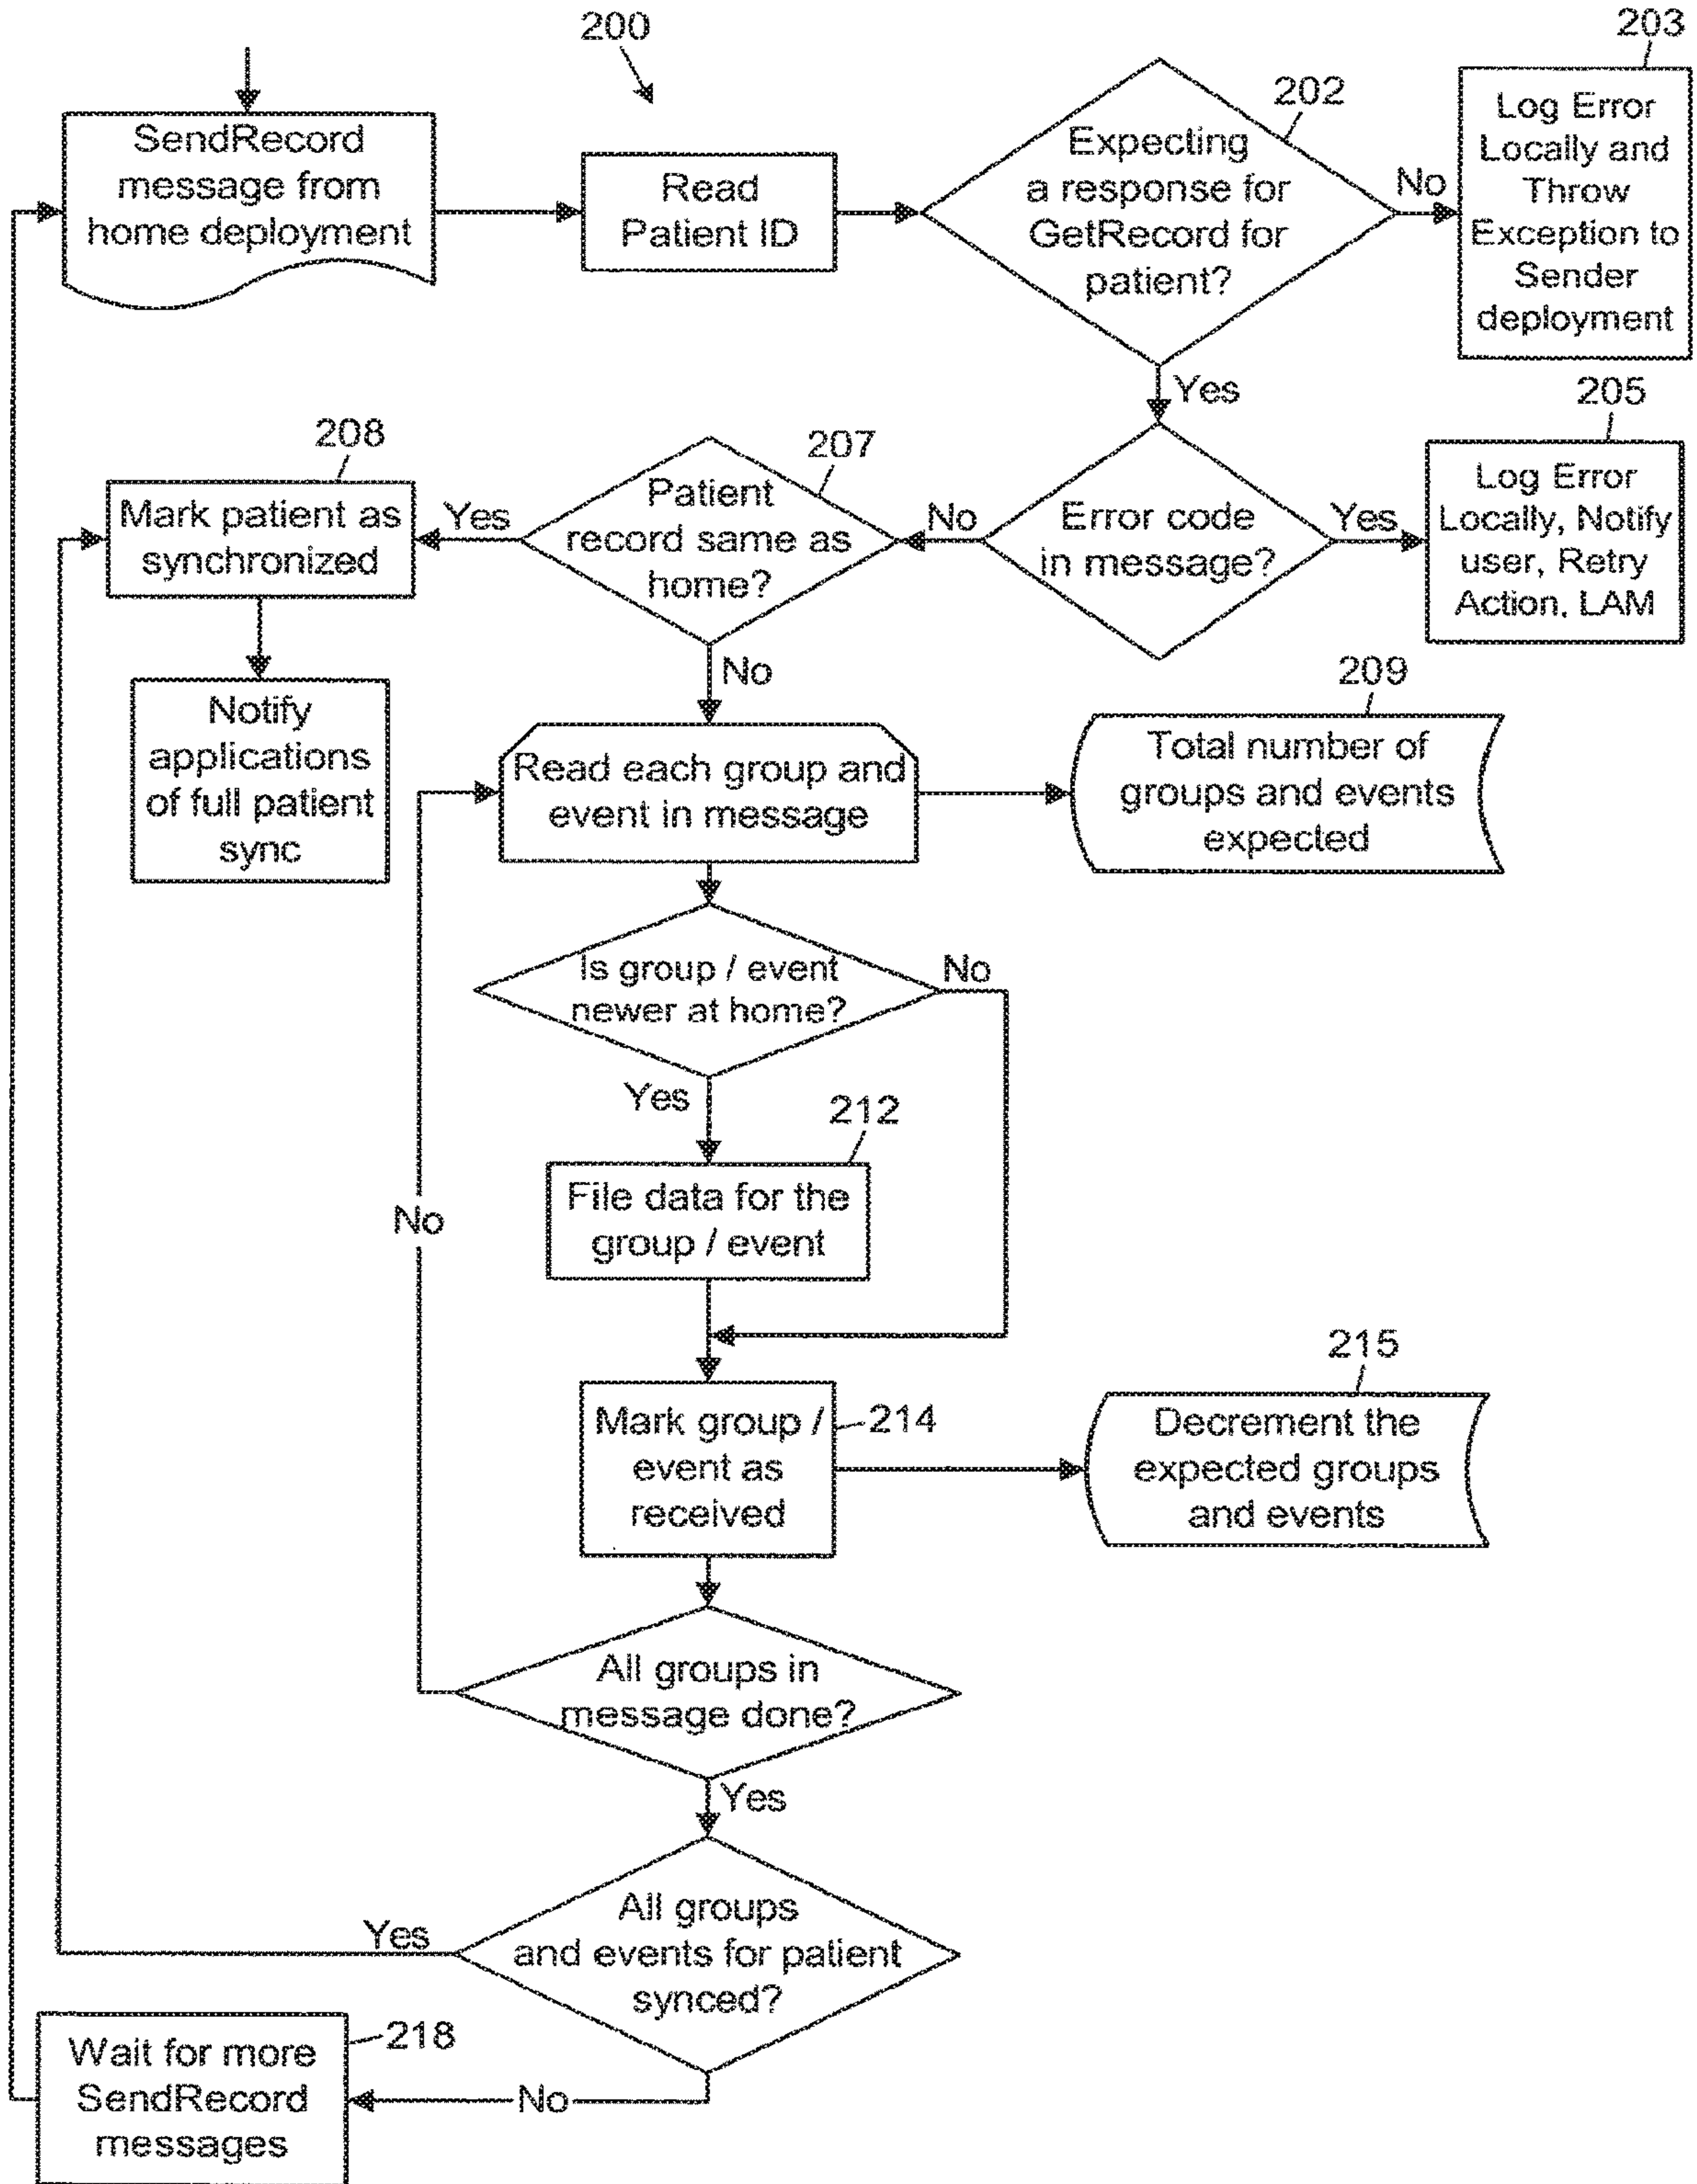 200
203
SendRecord
message from
home deployment
Read
Patient ID
202
Expecting
a response for
GetRecord for
patient?
No
Log Error
Locally and
Throw
Exception to
Sender
deployment
Yes
205
208
207
Mark patient as
synchronized
Yes
Patient
record same as
home?
No
Error code
in message?
Yes
Log Error
Locally, Notify
user, Retry
Action, LAM
No
209
Notify
applications
of full patient
sync
Read each group and
event in message
Total number of
groups and events
expected
Is group / event
newer at home?
No
Yes
212
File data for the
group / event
No
215
Mark group /
event as
received
214
Decrement the
expected groups
and events
All groups in
message done?
Yes
All groups
and events for patient
synced?
Yes
Wait for more
SendRecord
messages
218
No